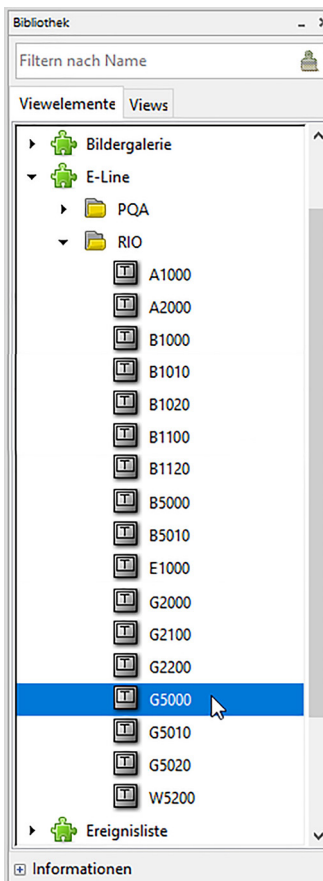 Bibliothek
Filtern nach Name
Viewelemente Views
Bildergalerie
E-Line
PQA
RIO
A1000
A2000
B1000
B1010
B1020
B1100
B1120
B5000
B5010
E1000
G2000
G2100
G2200
G5000
G5010
G5020
W5200
Ereignisliste
Informationen